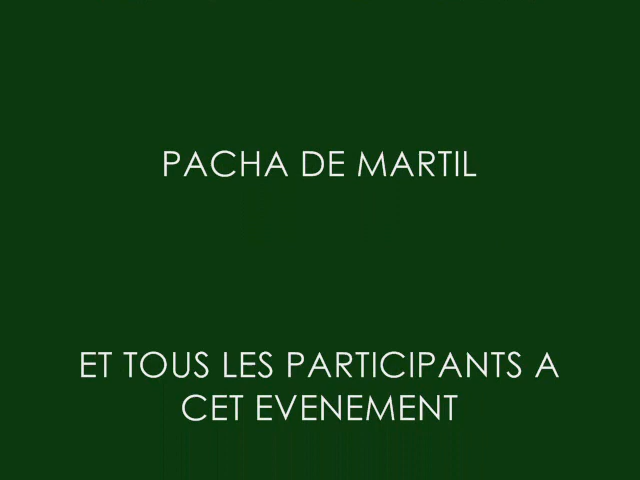 PACHA DE MARTIL
ET TOUS LES PARTICIPANTS A
CET EVENEMENT